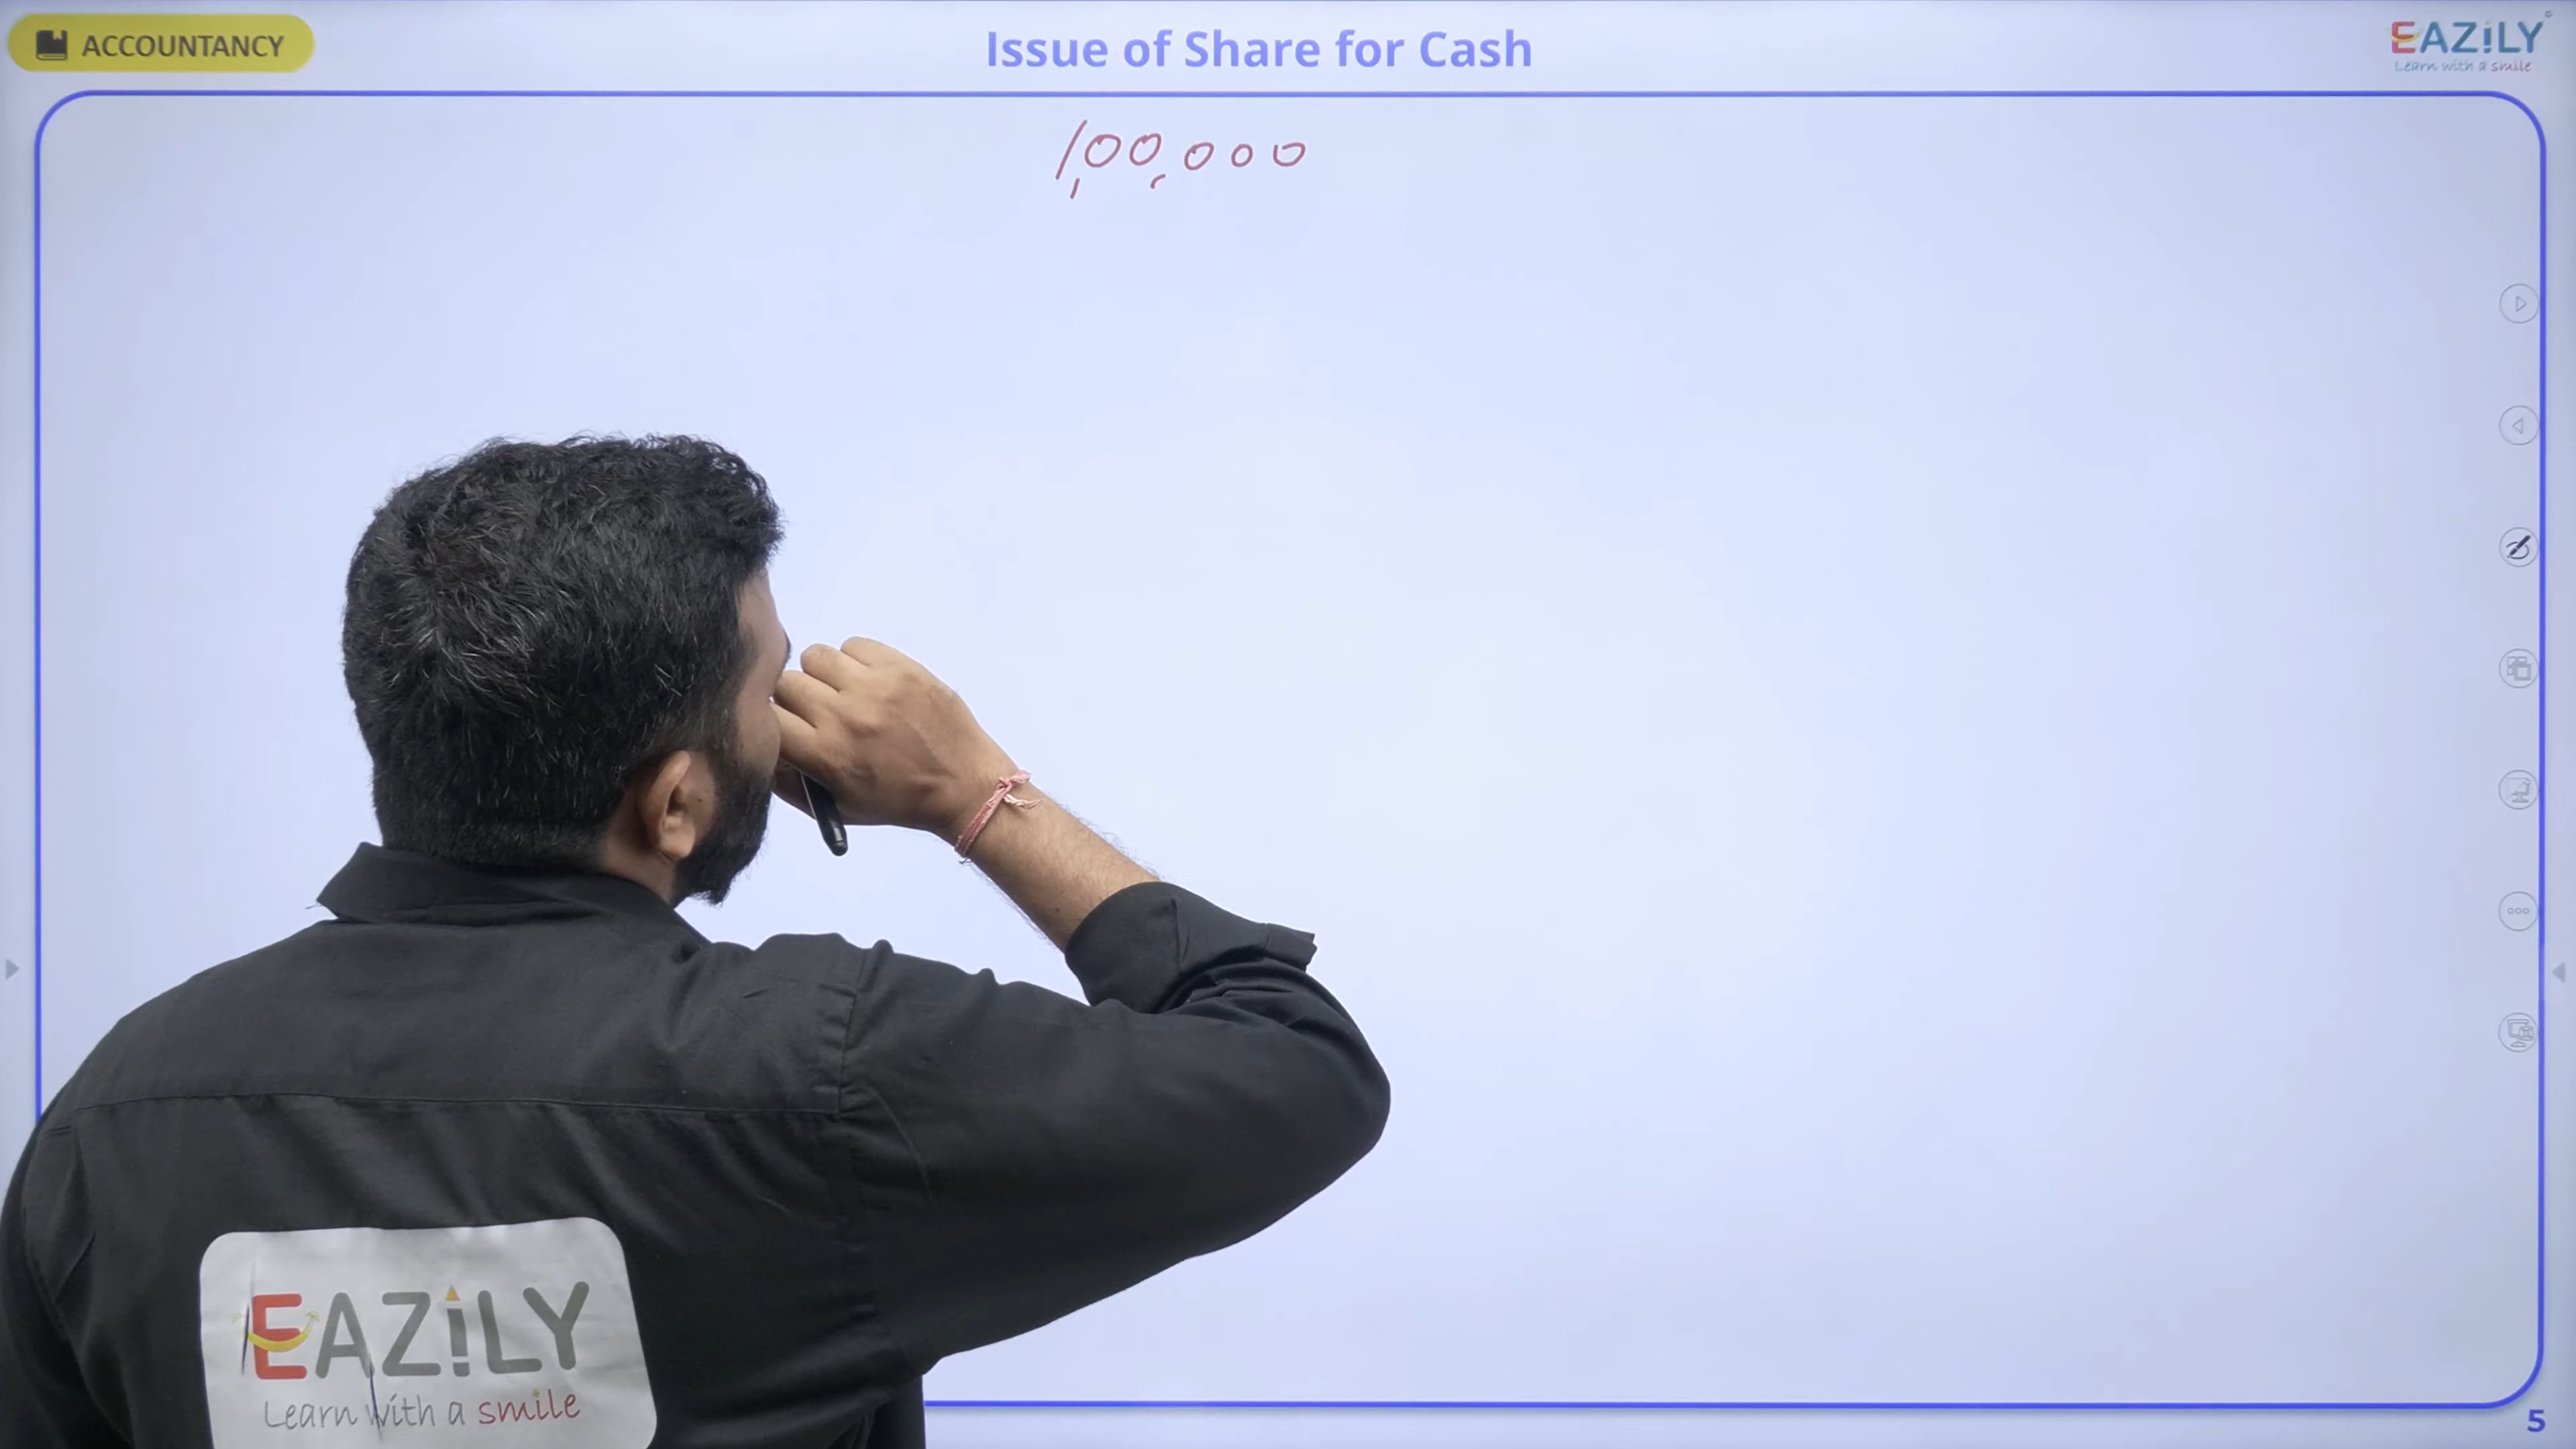 ACCOUNTANCY
Issue of Share for Cash
EAZiLY
Learn with a smile
1,00,000
EAZiLY
Learn with a smile
5